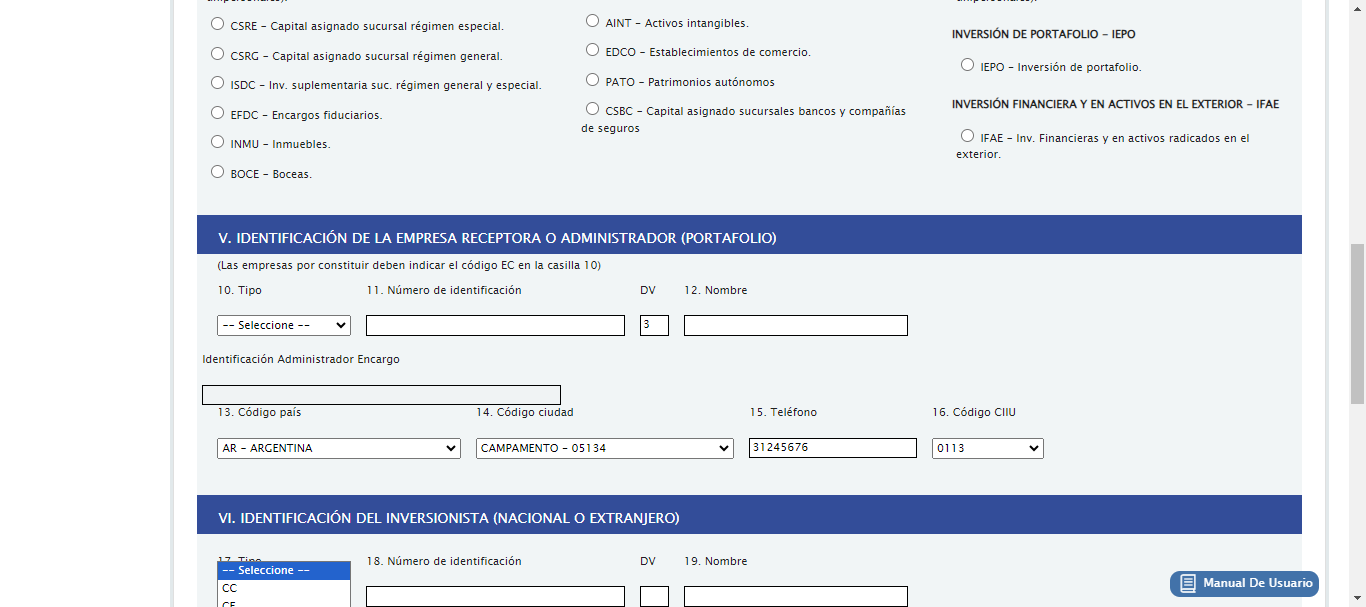 CSRE - Capital asignado sucursal régimen especial.
CSRG - Capital asignado sucursal régimen general.
ISDC - Inv. suplementaria suc. régimen general y especial.
EFDC - Encargos fiduciarios.
INMU - Inmuebles.
BOCE - Boceas.
AINT - Activos intangibles.
EDCO - Establecimientos de comercio.
PATO - Patrimonios autónomos
CSBC - Capital asignado sucursales bancos y compañías
de seguros
INVERSIÓN DE PORTAFOLIO - IEPO
IEPO - Inversión de portafolio.
INVERSIÓN FINANCIERA Y EN ACTIVOS EN EL EXTERIOR - IFAE
IFAE - Inv. Financieras y en activos radicados en el
exterior.
V. IDENTIFICACIÓN DE LA EMPRESA RECEPTORA O ADMINISTRADOR (PORTAFOLIO)
(Las empresas por constituir deben indicar el código EC en la casilla 10)
10. Tipo 11. Número de identificación DV 12. Nombre
-- Seleccione -- 3
Identificación Administrador Encargo
13. Código país 14. Código ciudad 15. Teléfono 16. Código CIIU
AR - ARGENTINA CAMPAMENTO - 05134 31245676 0113
VI. IDENTIFICACIÓN DEL INVERSIONISTA (NACIONAL O EXTRANJERO)
17. Tipo 18. Número de identificación DV 19. Nombre
-- Seleccione --
CC
Manual De Usuario